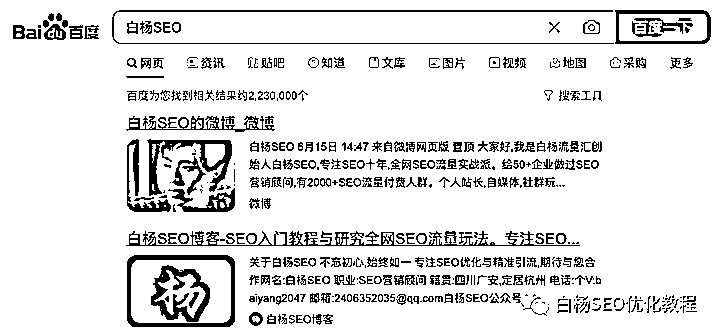 Bai百度 白杨SEO 百度一下
网页 资讯 贴吧 知道 文库 图片 视频 地图 采购 更多
百度为您找到相关结果约2,230,000个 搜索工具
白杨SEO的微博_微博
白杨SEO 6月15日 14:47 来自微博网页版 置顶 大家好,我是白杨流量汇创
始人白杨SEO,专注SEO十年,全网SEO流量实战派。给50+企业做过SEO
营销顾问,有2000+SEO流量付费人群。个人站长,自媒体,社群玩...
微博
白杨SEO博客-SEO入门教程与研究全网SEO流量玩法。专注SEO...
关于白杨SEO 不忘初心,始终如一 专注SEO优化与精准引流,期待与您合
作网名:白杨SEO 职业:SEO营销顾问 籍贯:四川广安,定居杭州 电话:个V:b
aiyang2047 邮箱:2406352035@qq.com白杨SEO公众号
杨
白杨SEO博客
白杨SEO优化教程